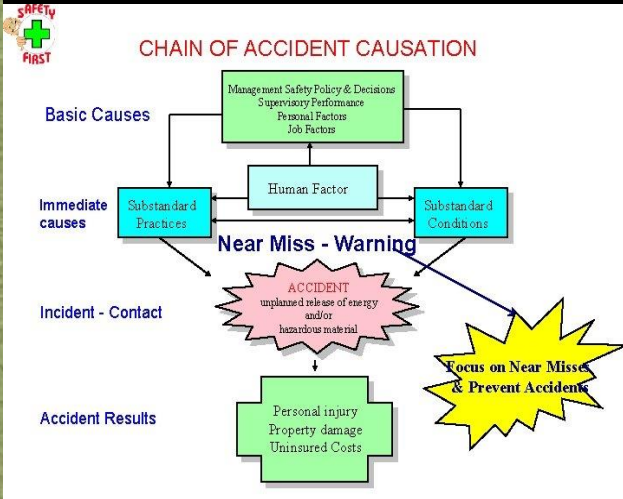 SAFETY
FIRST
CHAIN OF ACCIDENT CAUSATION
Basic Causes
Management Safety Policy & Decisions
Supervisory Performance
Personal Factors
Job Factors
Human Factor
Immediate
causes
Substandard
Practices
Substandard
Conditions
Near Miss - Warning
Incident - Contact
ACCIDENT
unplanned release of energy
and/or
hazardous material
Focus on Near Misses
& Prevent Accidents
Accident Results
Personal injury
Property damage
Uninsured Costs